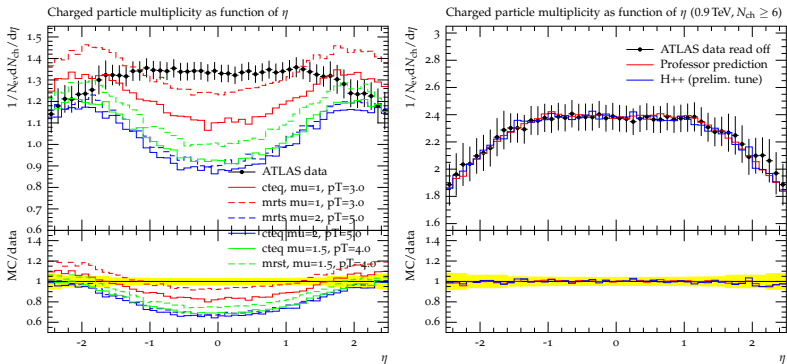 Charged particle multiplicity as function of η
1/N_ev dN_ch/dη
1.5
1.4
1.3
1.2
1.1
1.0
0.9
0.8
0.7
0.6
ATLAS data
cteq, mu=1, pT=3.0
mrts mu=1, pT=3.0
mrts mu=2, pT=5.0
cteq mu=2, pT=5.0
cteq mu=1.5, pT=4.0
mrst, mu=1.5, pT=4.0
MC/data
1.4
1.2
1
0.8
0.6
-2 -1 0 1 2
η
Charged particle multiplicity as function of η (0.9 TeV, N_ch ≥ 6)
1/N_ev dN_ch/dη
3
2.8
2.6
2.4
2.2
2
1.8
1.6
ATLAS data read off
Professor prediction
H++ (prelim. tune)
MC/data
1.4
1.2
1
0.8
0.6
-2 -1 0 1 2
η